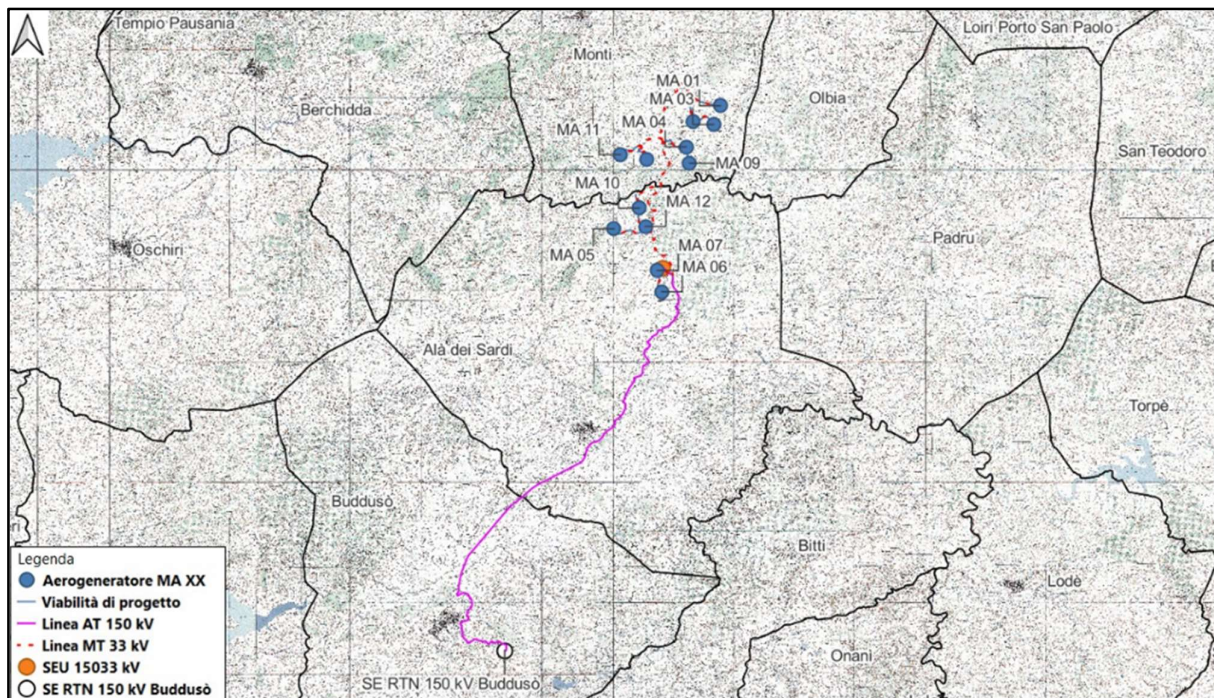 Tempio Pausania
Monti
Loiri Porto San Paolo
MA 01
MA 03
Olbia
Berchidda
MA 04
MA 11
San Teodoro
MA 09
MA 10
MA 12
Oschiri
Padru
MA 05
MA 07
MA 06
Alà dei Sardi
Torpè
Buddusò
Bitti
Lodè
Onanì
SE RTN 150 kV Buddusò
Legenda
Aerogeneratore MA XX
Viabilità di progetto
Linea AT 150 kV
Linea MT 33 kV
SEU 15033 kV
SE RTN 150 kV Buddusò